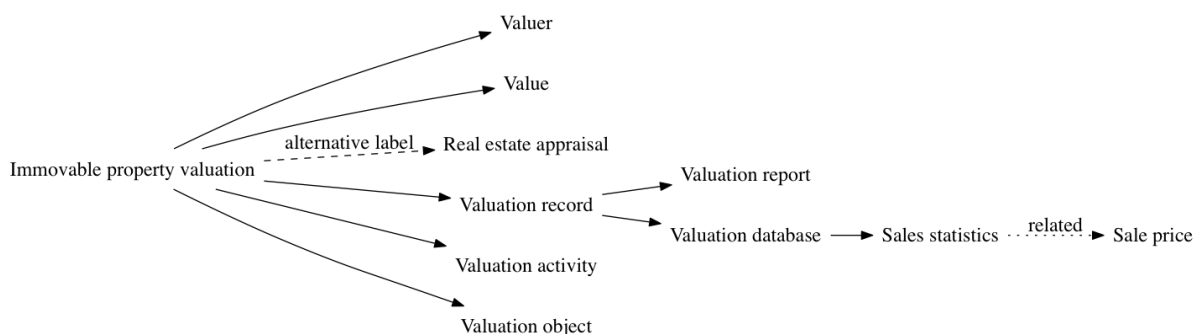 Valuer
Value
alternative label
Real estate appraisal
Immovable property valuation
Valuation report
Valuation record
related
Valuation database
Sales statistics
Sale price
Valuation activity
Valuation object